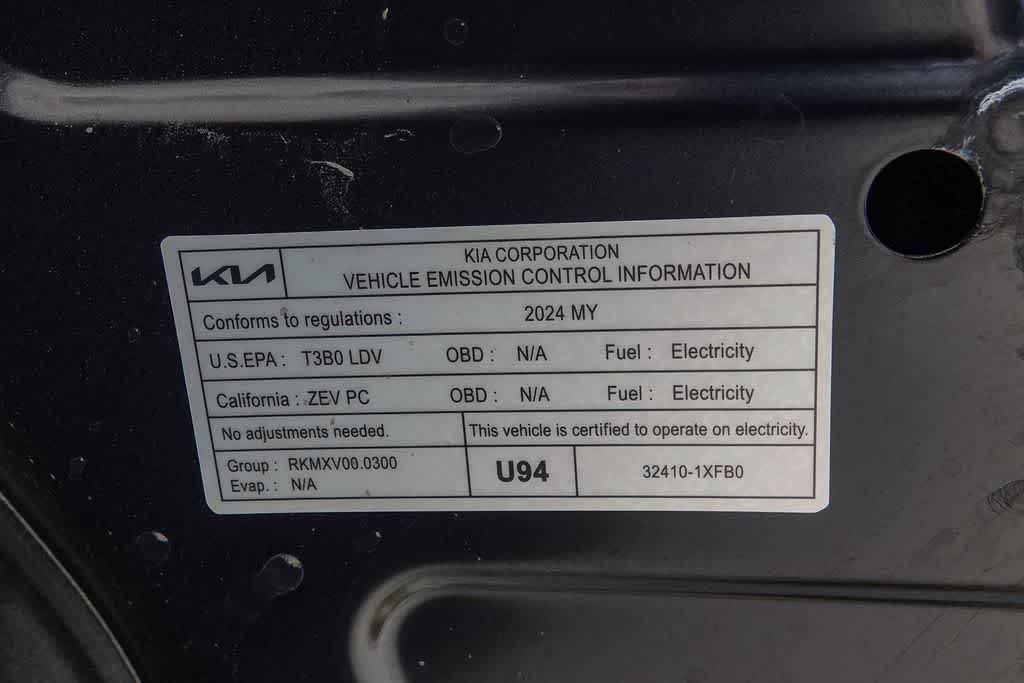 KIA
KIA CORPORATION
VEHICLE EMISSION CONTROL INFORMATION
Conforms to regulations : 2024 MY
U.S.EPA : T3B0 LDV OBD : N/A Fuel : Electricity
California : ZEV PC OBD : N/A Fuel : Electricity
No adjustments needed. This vehicle is certified to operate on electricity.
Group : RKMXV00.0300
Evap. : N/A
U94
32410-1XFB0